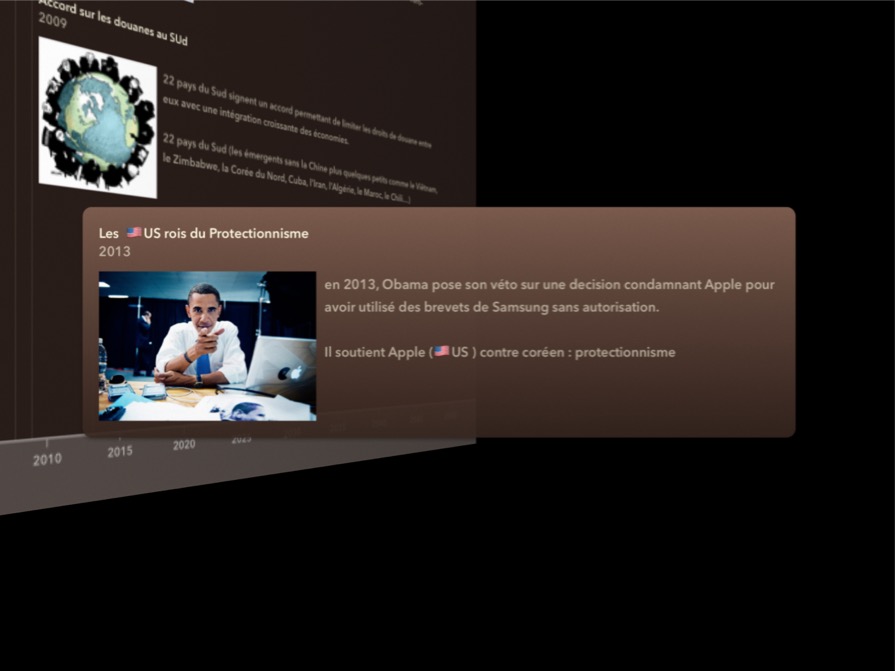 Accord sur les douanes au SUd
2009
22 pays du Sud signent un accord permettant de limiter les droits de douane entre
eux avec une intégration croissante des économies.
22 pays du Sud (les émergents sans la Chine plus quelques petits comme le Viêtnam,
le Zimbabwe, la Corée du Nord, Cuba, l'Iran, l'Algérie, le Maroc, le Chili...)
Les 🇺🇸US rois du Protectionnisme
2013
en 2013, Obama pose son véto sur une decision condamnant Apple pour
avoir utilisé des brevets de Samsung sans autorisation.
Il soutient Apple (🇺🇸US ) contre coréen : protectionnisme
2010 2015 2020 2025